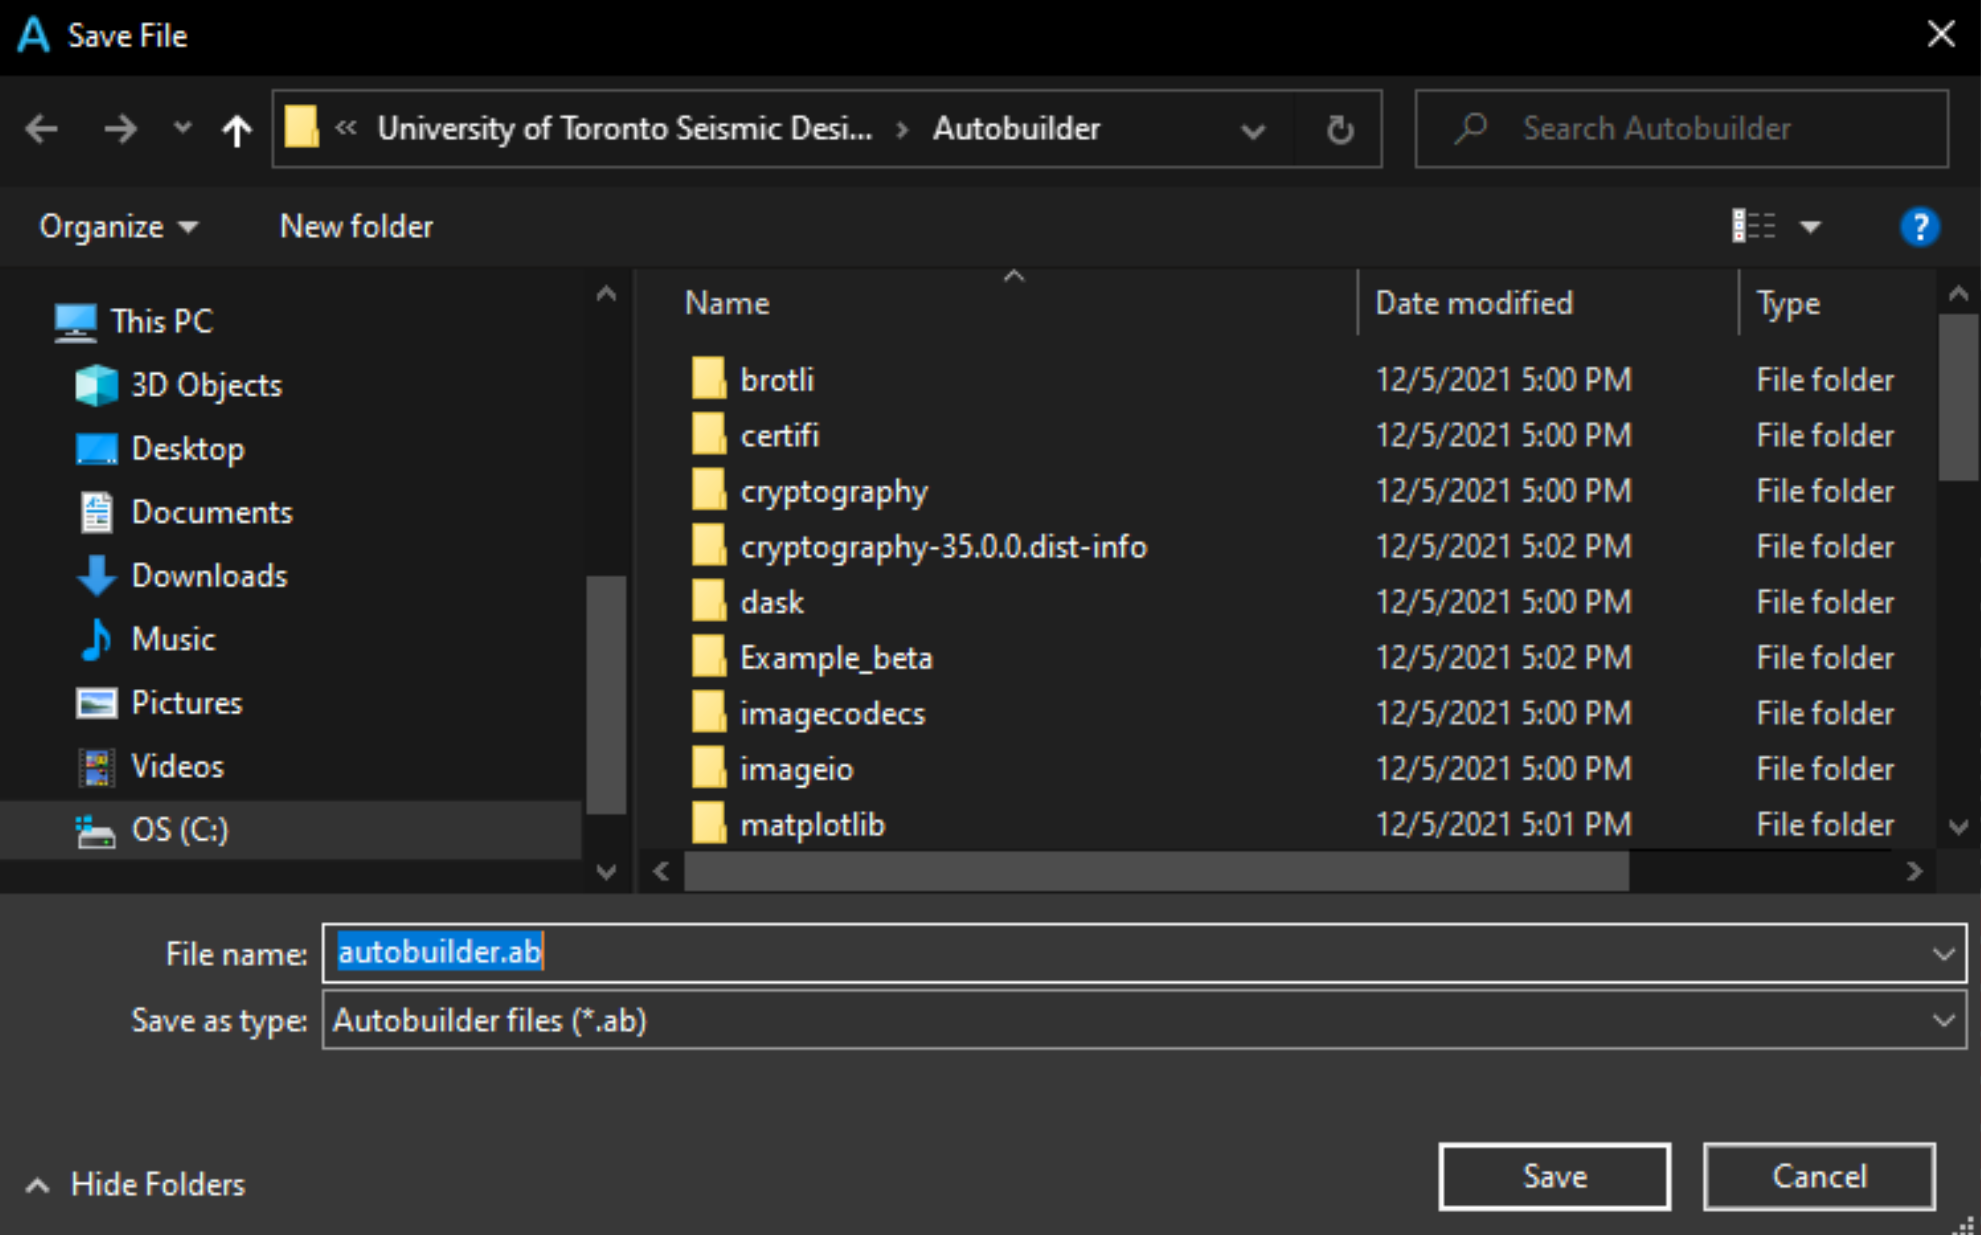 Save File
« University of Toronto Seismic Desi... › Autobuilder
Search Autobuilder
Organize
New folder
?
This PC
3D Objects
Desktop
Documents
Downloads
Music
Pictures
Videos
OS (C:)
Name Date modified Type
brotli 12/5/2021 5:00 PM File folder
certifi 12/5/2021 5:00 PM File folder
cryptography 12/5/2021 5:00 PM File folder
cryptography-35.0.0.dist-info 12/5/2021 5:02 PM File folder
dask 12/5/2021 5:00 PM File folder
Example_beta 12/5/2021 5:02 PM File folder
imagecodecs 12/5/2021 5:00 PM File folder
imageio 12/5/2021 5:00 PM File folder
matplotlib 12/5/2021 5:01 PM File folder
File name: autobuilder.ab
Save as type: Autobuilder files (*.ab)
Hide Folders
Save
Cancel